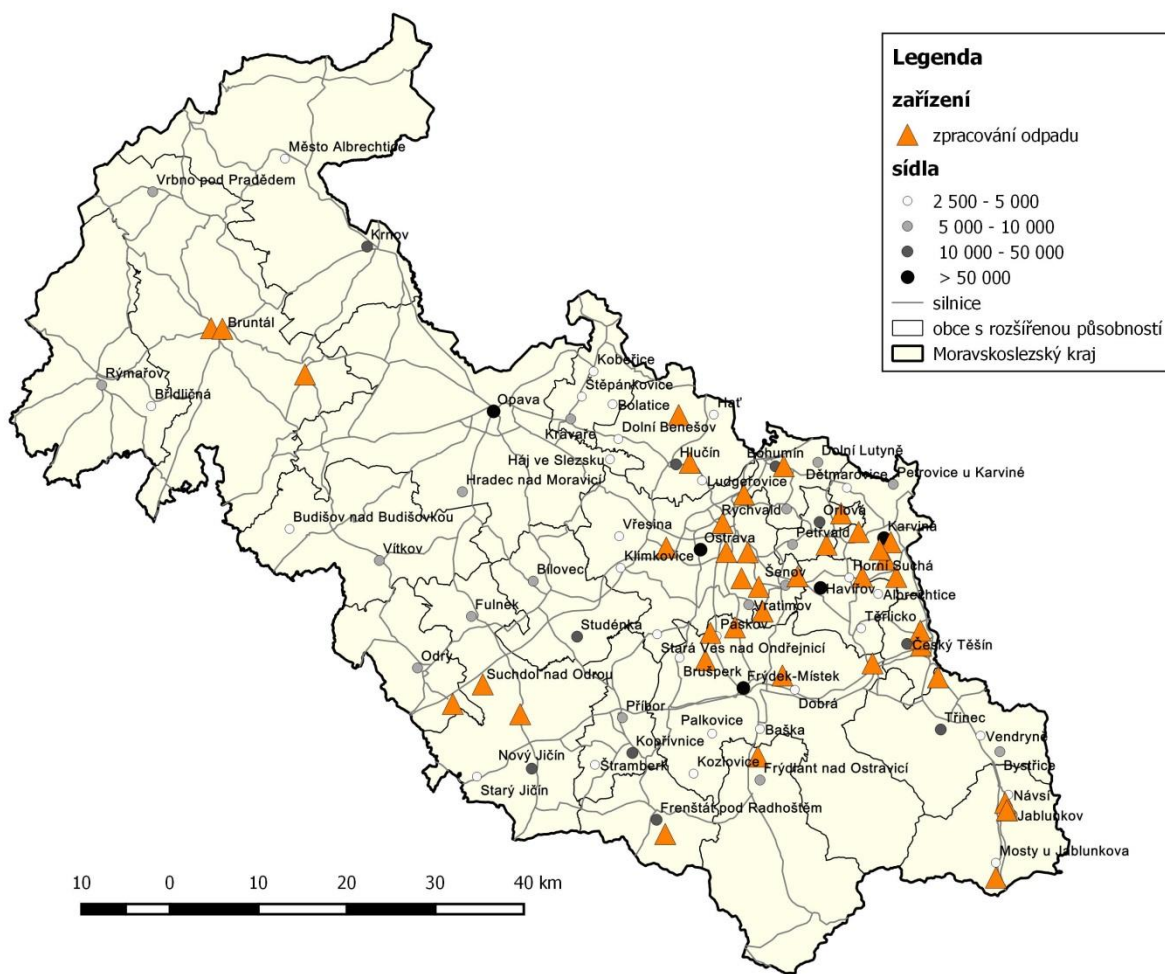 Legenda
zařízení
zpracování odpadu
sídla
2 500 - 5 000
5 000 - 10 000
10 000 - 50 000
> 50 000
silnice
obce s rozšířenou působností
Moravskoslezský kraj
Město Albrechtice
Vrbno pod Pradědem
Krnov
Bruntál
Rýmařov
Břidličná
Opava
Kobeřice
Štěpánkovice
Bolatice
Hať
Kravaře
Dolní Benešov
Háj ve Slezsku
Hlučín
Ludgeřovice
Bohumín
Dolní Lutyně
Dětmarovice
Petrovice u Karviné
Hradec nad Moravicí
Budišov nad Budišovkou
Vřesina
Rychvald
Orlová
Karviná
Petřvald
Ostrava
Vítkov
Klimkovice
Bílovec
Šenov
Horní Suchá
Havířov
Albrechtice
Vratimov
Fulnek
Studénka
Paskov
Těrlicko
Český Těšín
Stará Ves nad Ondřejnicí
Odry
Suchdol nad Odrou
Brušperk
Frýdek-Místek
Dobrá
Příbor
Palkovice
Baška
Třinec
Vendryně
Bystřice
Kopřivnice
Nový Jičín
Štramberk
Kozlovice
Frýdlant nad Ostravicí
Starý Jičín
Návsí
Jablunkov
Frenštát pod Radhoštěm
Mosty u Jablunkova
10 0 10 20 30 40 km